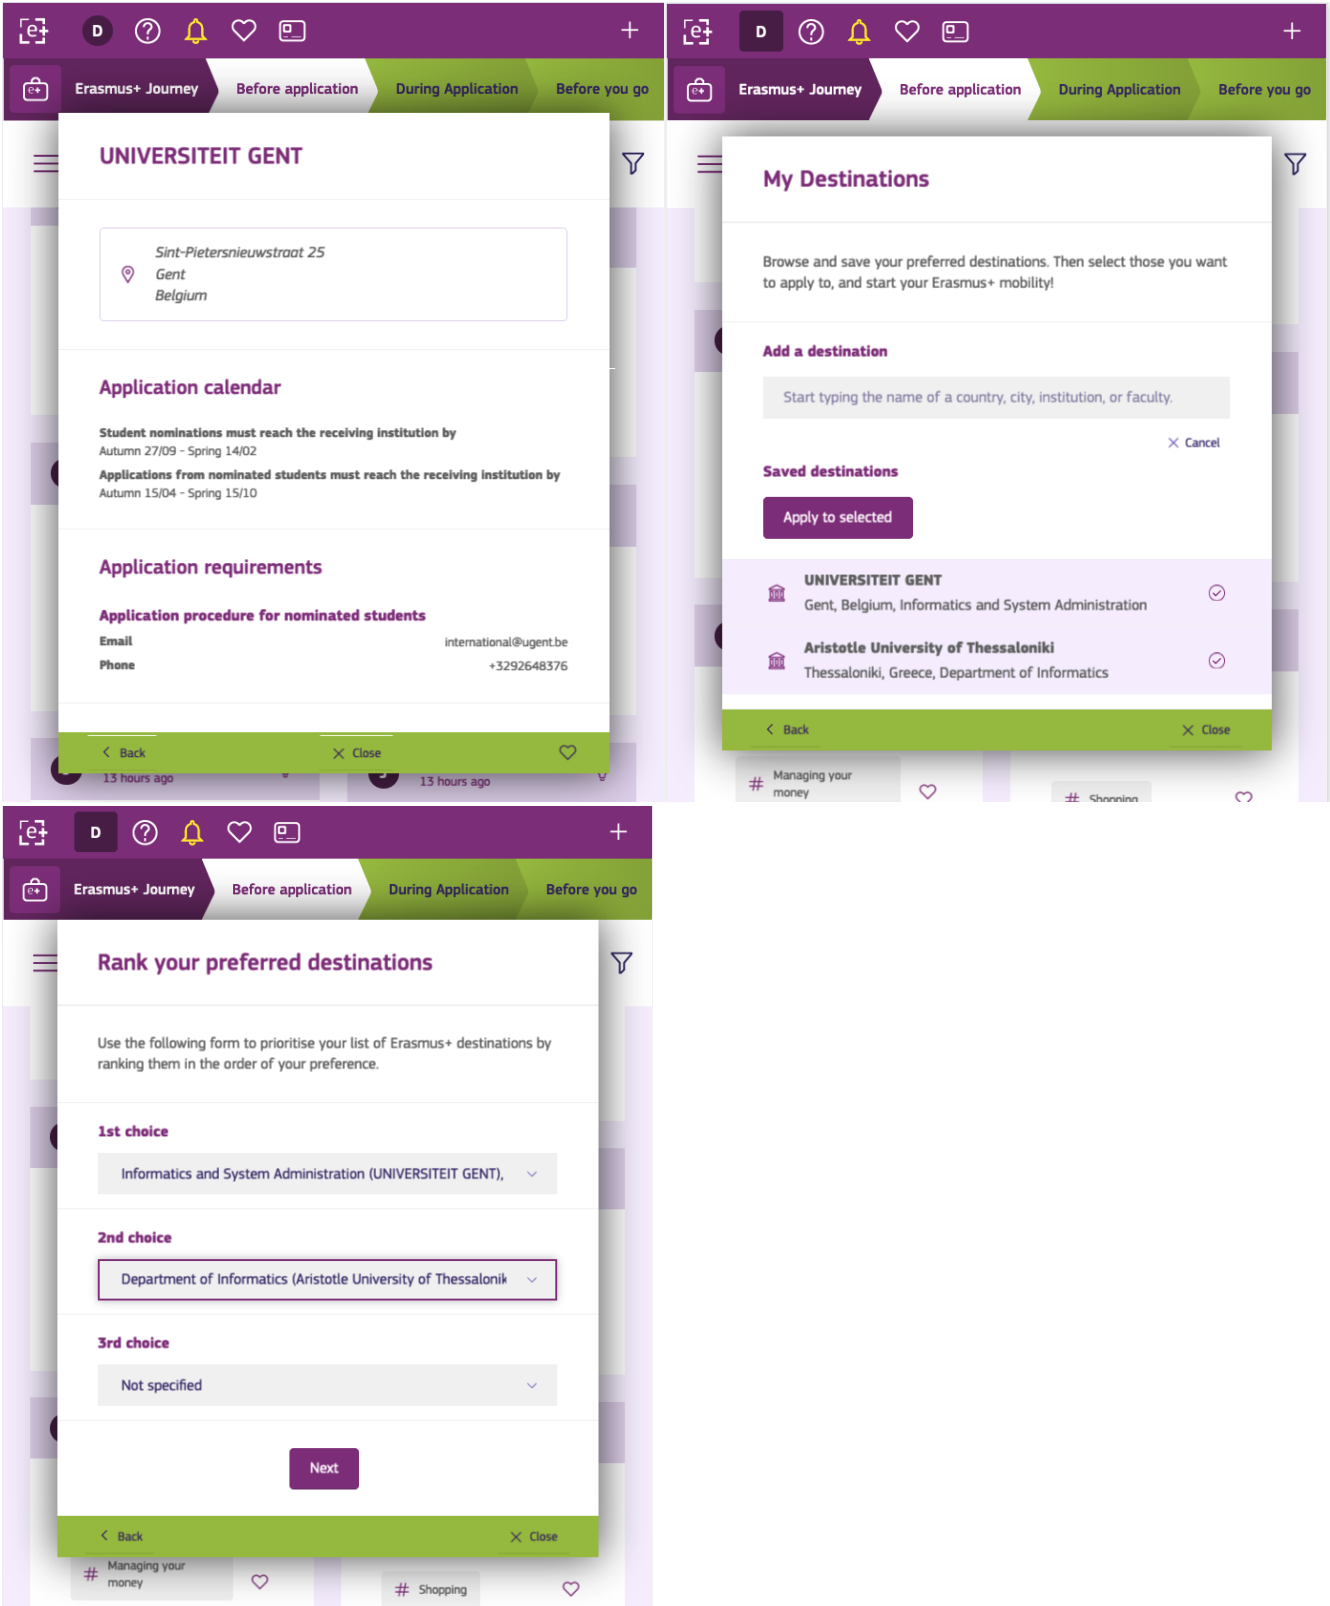 e+ D
e+ Erasmus+ Journey Before application During Application Before you go
UNIVERSITEIT GENT
Sint-Pietersnieuwstraat 25
Gent
Belgium
Application calendar
Student nominations must reach the receiving institution by
Autumn 27/09 - Spring 14/02
Applications from nominated students must reach the receiving institution by
Autumn 15/04 - Spring 15/10
Application requirements
Application procedure for nominated students
Email international@ugent.be
Phone +3292648376
Back Close
13 hours ago 13 hours ago
e+ D
e+ Erasmus+ Journey Before application During Application Before you go
My Destinations
Browse and save your preferred destinations. Then select those you want
to apply to, and start your Erasmus+ mobility!
Add a destination
Start typing the name of a country, city, institution, or faculty.
Cancel
Saved destinations
Apply to selected
UNIVERSITEIT GENT
Gent, Belgium, Informatics and System Administration
Aristotle University of Thessaloniki
Thessaloniki, Greece, Department of Informatics
Back Close
# Managing your
money
# Shopping
e+ D
e+ Erasmus+ Journey Before application During Application Before you go
Rank your preferred destinations
Use the following form to prioritise your list of Erasmus+ destinations by
ranking them in the order of your preference.
1st choice
Informatics and System Administration (UNIVERSITEIT GENT),
2nd choice
Department of Informatics (Aristotle University of Thessalonik
3rd choice
Not specified
Next
Back Close
# Managing your
money
# Shopping